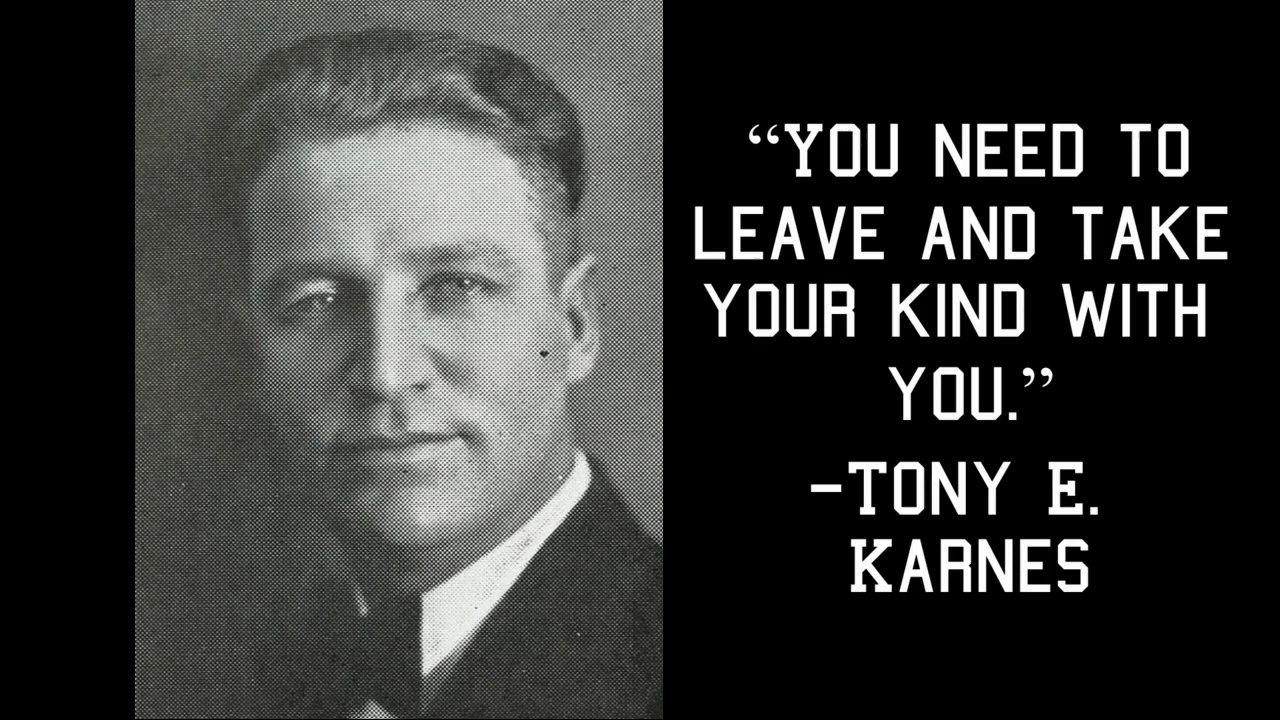 “YOU NEED TO
LEAVE AND TAKE
YOUR KIND WITH
YOU.”
-TONY E.
KARNES